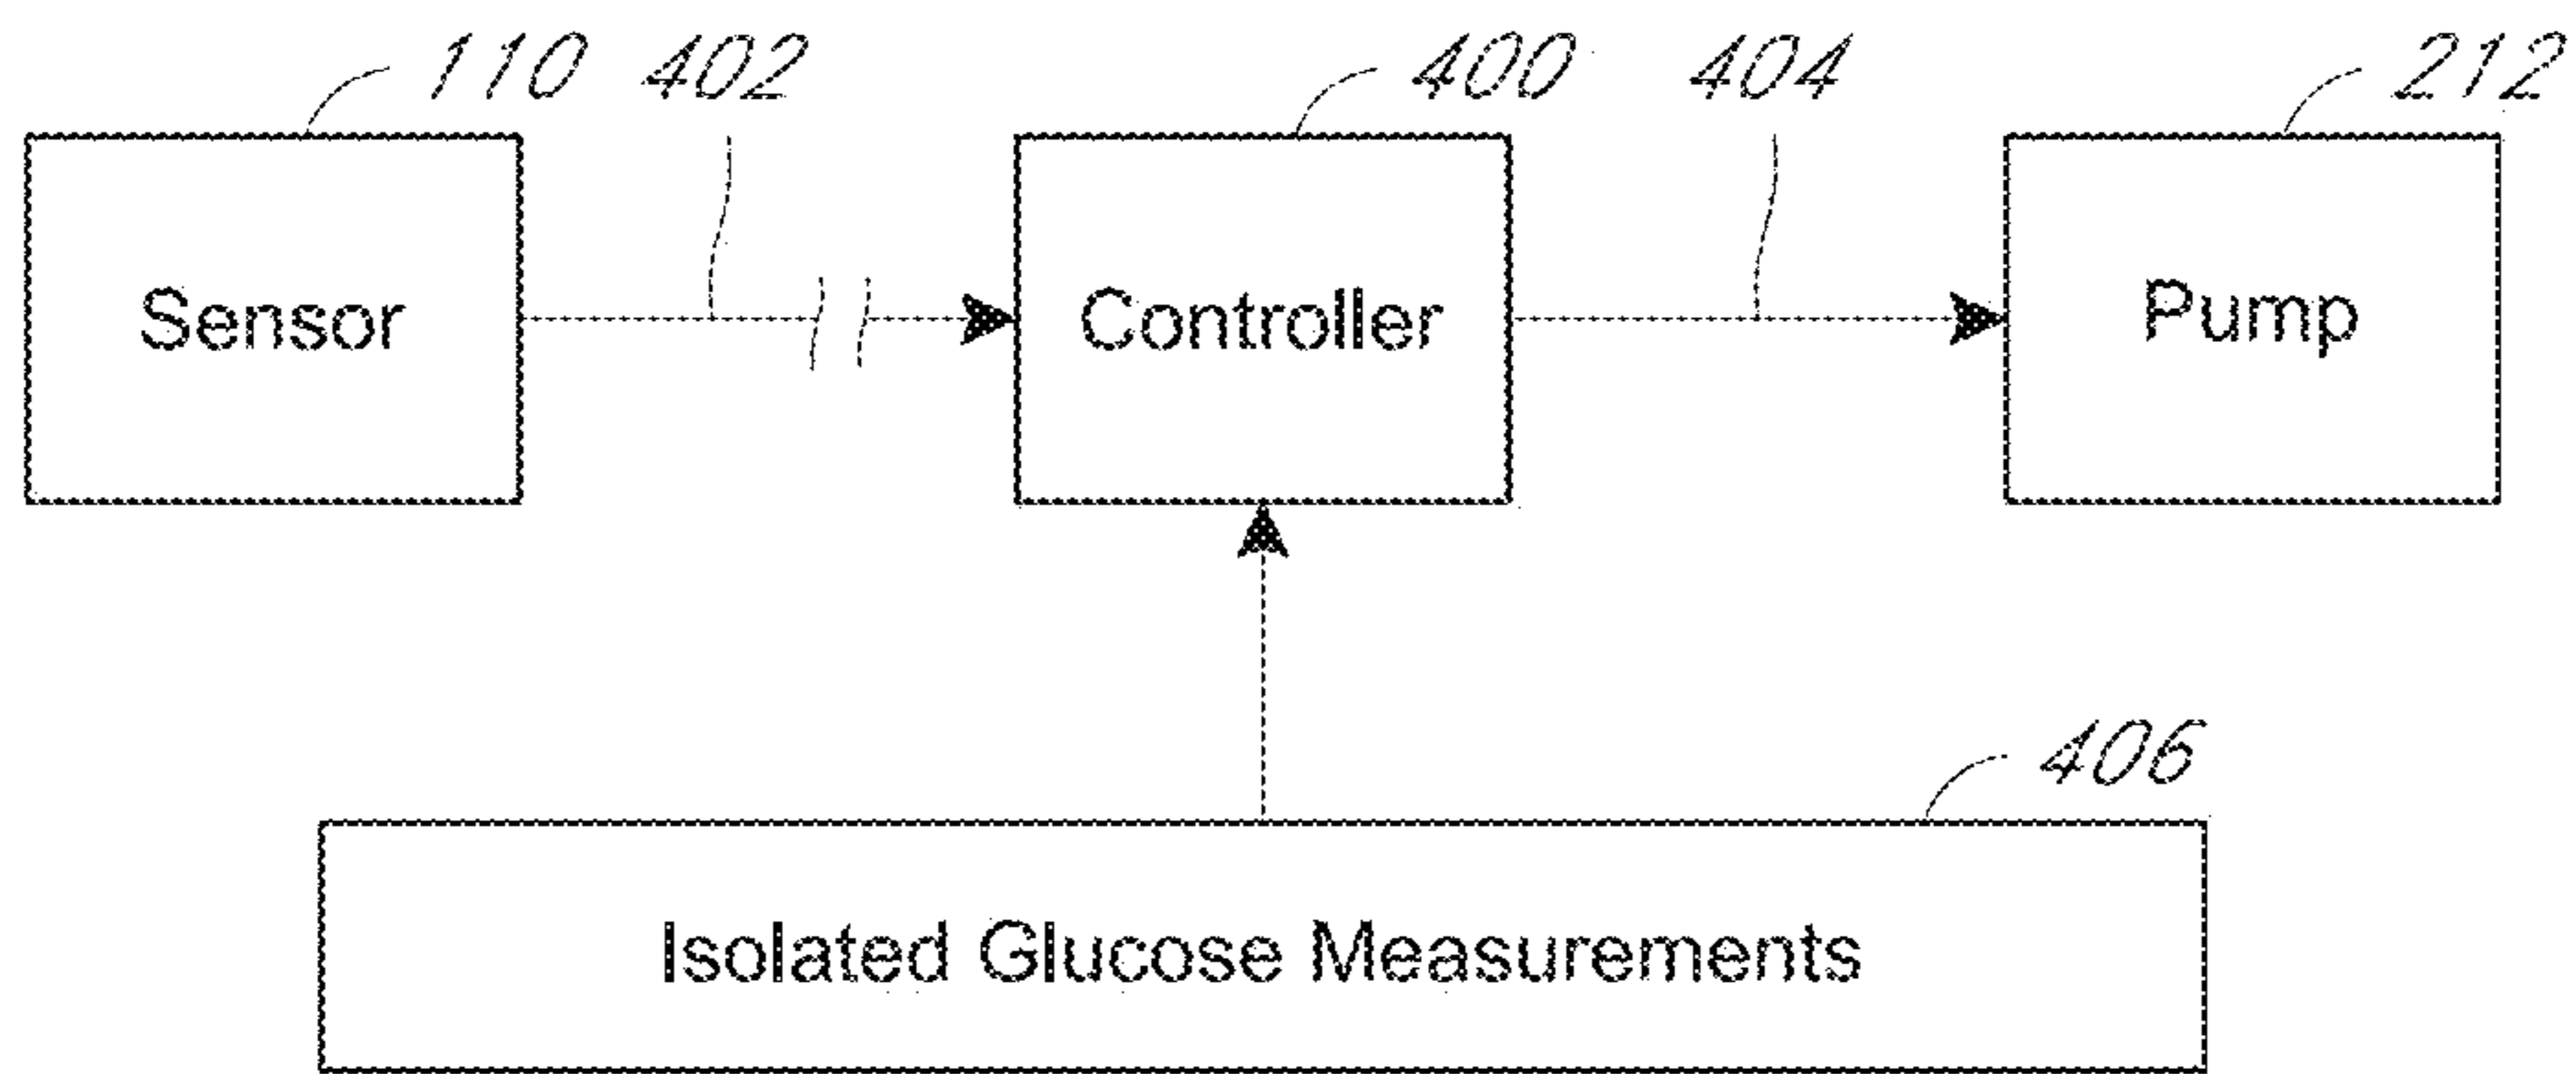 110 402 400 404 212
Sensor Controller Pump
406
Isolated Glucose Measurements